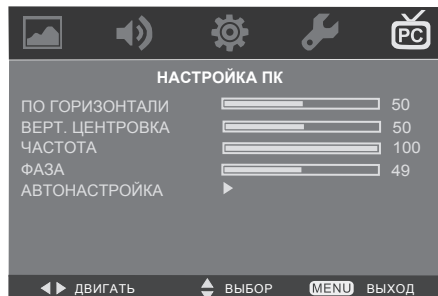 PC
НАСТРОЙКА ПК
ПО ГОРИЗОНТАЛИ 50
ВЕРТ. ЦЕНТРОВКА 50
ЧАСТОТА 100
ФАЗА 49
АВТОНАСТРОЙКА
ДВИГАТЬ ВЫБОР MENU ВЫХОД